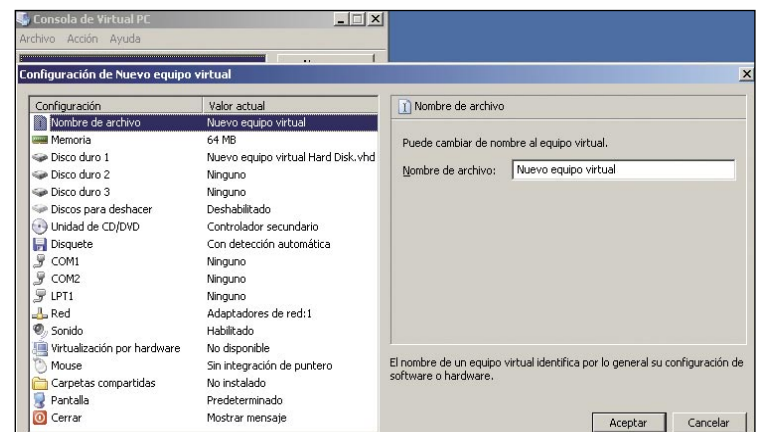 Consola de Virtual PC
Archivo Acción Ayuda
Configuración de Nuevo equipo virtual
Configuración Valor actual
Nombre de archivo Nuevo equipo virtual
Memoria 64 MB
Disco duro 1 Nuevo equipo virtual Hard Disk.vhd
Disco duro 2 Ninguno
Disco duro 3 Ninguno
Discos para deshacer Deshabilitado
Unidad de CD/DVD Controlador secundario
Disquete Con detección automática
COM1 Ninguno
COM2 Ninguno
LPT1 Ninguno
Red Adaptadores de red:1
Sonido Habilitado
Virtualización por hardware No disponible
Mouse Sin integración de puntero
Carpetas compartidas No instalado
Pantalla Predeterminado
Cerrar Mostrar mensaje
Nombre de archivo
Puede cambiar de nombre al equipo virtual.
Nombre de archivo: Nuevo equipo virtual
El nombre de un equipo virtual identifica por lo general su configuración de
software o hardware.
Aceptar Cancelar